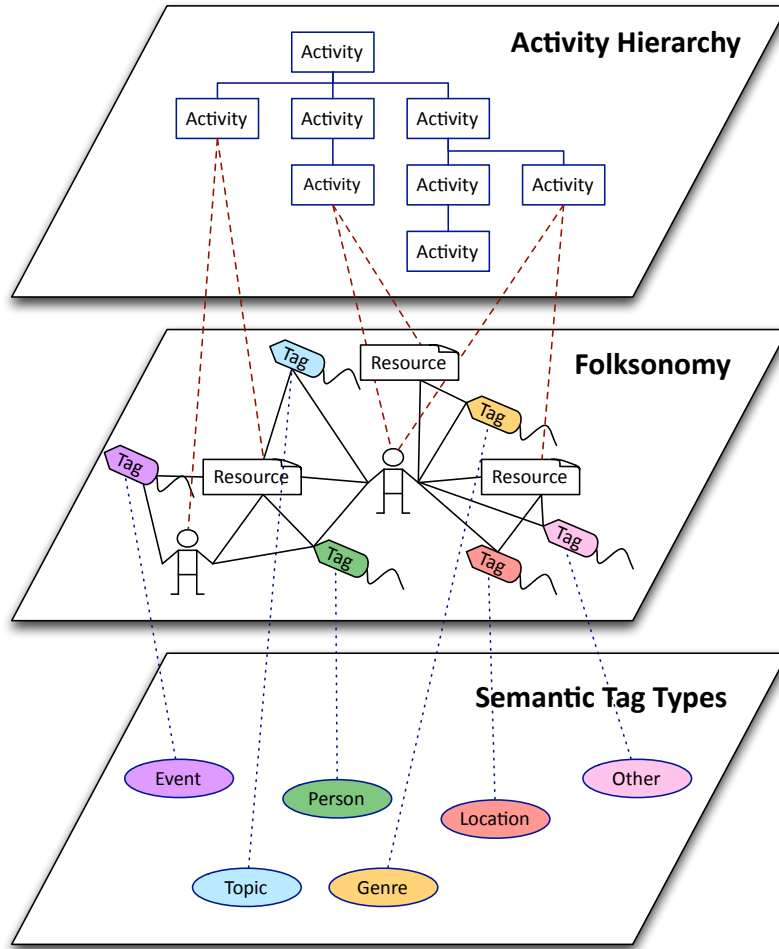 Activity Hierarchy
Activity
Activity
Activity
Activity
Activity
Activity
Activity
Activity
Folksonomy
Tag
Resource
Tag
Tag
Resource
Resource
Tag
Tag
Tag
Semantic Tag Types
Event
Person
Other
Location
Topic
Genre